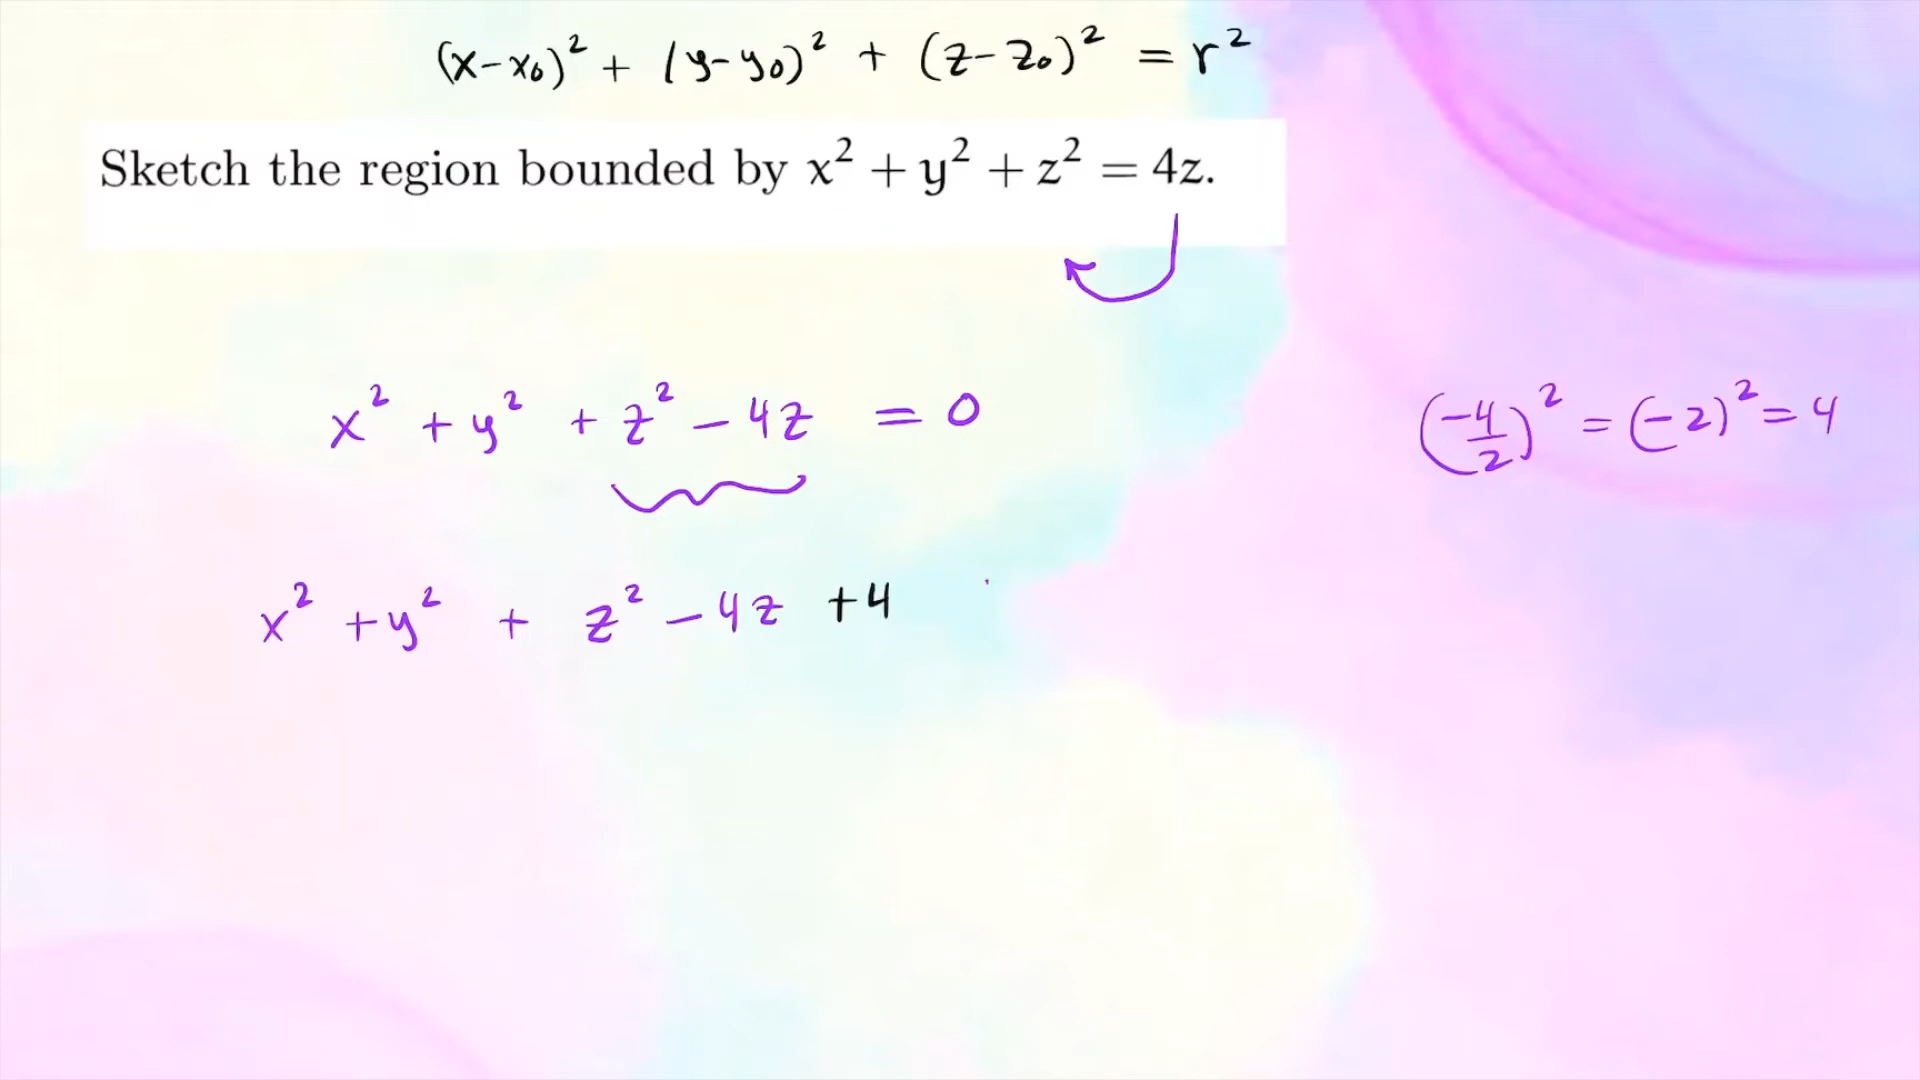 (x-x₀)² + (y-y₀)² + (z-z₀)² = r²
Sketch the region bounded by x² + y² + z² = 4z.
x² + y² + z² - 4z = 0
(-4/2)² = (-2)² = 4
x² + y² + z² - 4z + 4